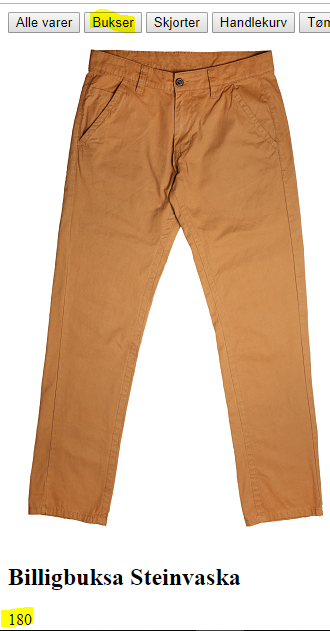 Alle varer Bukser Skjorter Handlekurv
Billigbuksa Steinvaska
180